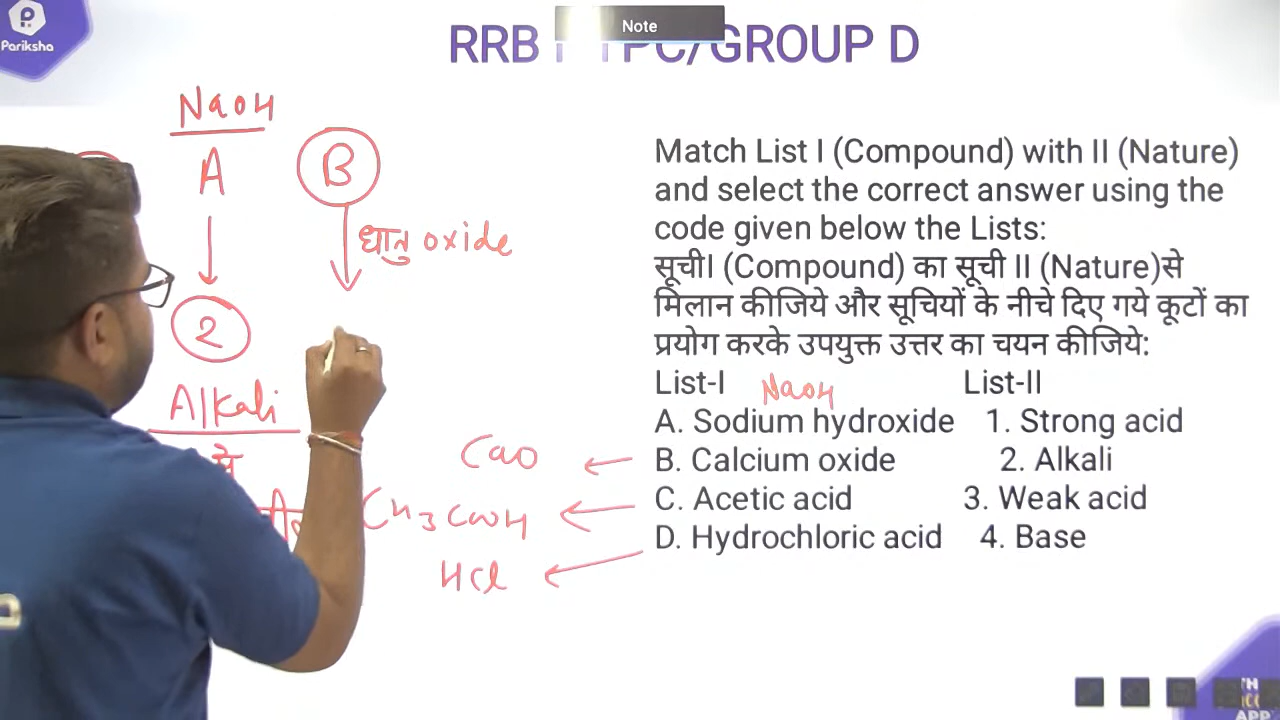 Pariksha
Note
RRB NTPC/GROUP D
NaOH
A
B
धातु oxide
2
Alkali
में
CaO
CH3COOH
HCl
Match List I (Compound) with II (Nature)
and select the correct answer using the
code given below the Lists:
सूचीI (Compound) का सूची II (Nature)से
मिलान कीजिये और सूचियों के नीचे दिए गये कूटों का
प्रयोग करके उपयुक्त उत्तर का चयन कीजिये:
List-I NaOH List-II
A. Sodium hydroxide 1. Strong acid
B. Calcium oxide 2. Alkali
C. Acetic acid 3. Weak acid
D. Hydrochloric acid 4. Base
APP